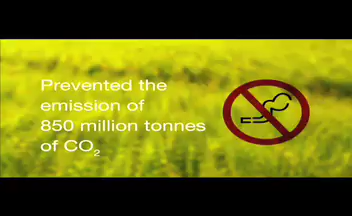 Prevented the
emission of
850 million tonnes
of CO₂